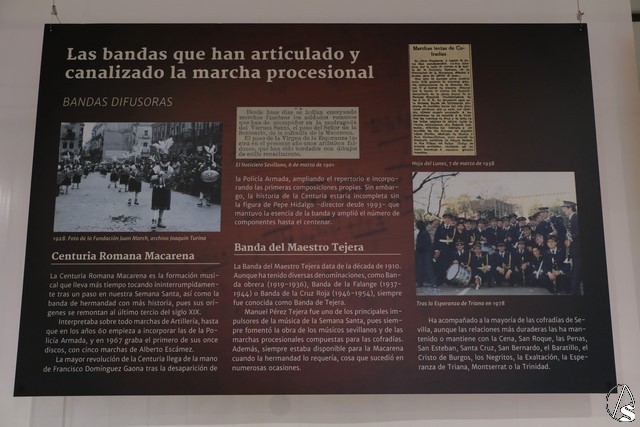 Las bandas que han articulado y
canalizado la marcha procesional
BANDAS DIFUSORAS
1928. Foto de la Fundación Juan March, archivo Joaquín Turina
Centuria Romana Macarena
La Centuria Romana Macarena es la formación musi-
cal que lleva más tiempo tocando ininterrumpidamen-
te tras un paso en nuestra Semana Santa, así como la
banda de hermandad con más historia, pues sus orí-
genes se remontan al último tercio del siglo XIX.
Interpretaba sobre todo marchas de Artillería, hasta
que en los años 60 empieza a incorporar las de la Po-
licía Armada, y en 1967 graba el primero de sus once
discos, con cinco marchas de Alberto Escámez.
La mayor revolución de la Centuria llega de la mano
de Francisco Domínguez Gaona tras la desaparición de
El Noticiero Sevillano, 6 de marzo de 1901
la Policía Armada, ampliando el repertorio e incorpo-
rando las primeras composiciones propias. Sin embar-
go, la historia de la Centuria estaría incompleta sin
la figura de Pepe Hidalgo –director desde 1993– que
mantuvo la esencia de la banda y amplió el número de
componentes hasta el centenar.
Banda del Maestro Tejera
La Banda del Maestro Tejera data de la década de 1910.
Aunque ha tenido diversas denominaciones, como Ban-
da obrera (1919-1936), Banda de la Falange (1937-
1944) o Banda de la Cruz Roja (1946-1954), siempre
fue conocida como Banda de Tejera.
Manuel Pérez Tejera fue uno de los principales im-
pulsores de la música de la Semana Santa, pues siem-
pre fomentó la obra de los músicos sevillanos y de las
marchas procesionales compuestas para las cofradías.
Además, siempre estaba disponible para la Macarena
cuando la hermandad lo requería, cosa que sucedió en
numerosas ocasiones.
Marchas lentas de Co-
fradías
Hoja del Lunes, 7 de marzo de 1938
Tras la Esperanza de Triana en 1928
Ha acompañado a la mayoría de las cofradías de Se-
villa, aunque las relaciones más duraderas las ha man-
tenido o mantiene con la Cena, San Roque, las Penas,
San Esteban, Santa Cruz, San Bernardo, el Baratillo, el
Cristo de Burgos, los Negritos, la Exaltación, la Espe-
ranza de Triana, Montserrat o la Trinidad.